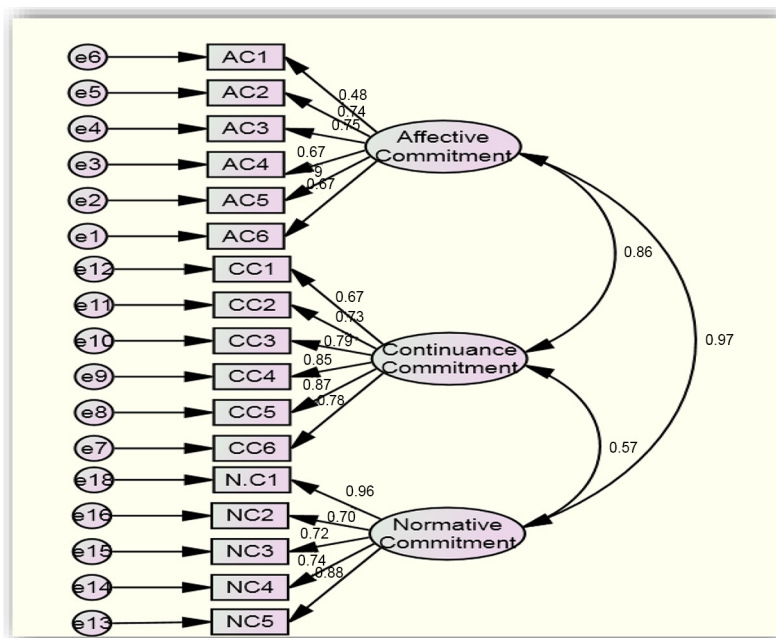 e6
AC1
e5
AC2
0.48
0.74
e4
AC3
0.75
Affective
Commitment
e3
AC4
0.67
9
e2
AC5
0.67
e1
AC6
e12
CC1
0.86
0.67
e11
CC2
0.73
e10
CC3
0.79
0.97
Continuance
Commitment
e9
CC4
0.85
e8
CC5
0.87
0.78
e7
CC6
0.57
e18
N.C1
0.96
e16
NC2
0.70
Normative
Commitment
e15
NC3
0.72
e14
NC4
0.74
0.88
e13
NC5